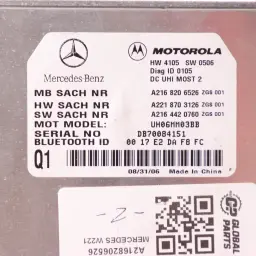 MOTOROLA
HW 4105 SW 0506
Mercedes Benz
Diag ID 0105
DC UHI MOST 2
MB SACH NR A216 820 6526 ZGS 001
HW SACH NR A221 870 3126 ZGS 001
SW SACH NR A216 442 0760 ZGS 001
MOT MODEL: UH06MM03BB
SERIAL NO DB70084151
BLUETOOTH ID 00 17 E2 DA F8 FC
Q1
08/31/06 Made in China
-2-
A2168206526
MERCEDES W221
GLOBAL
PARTS